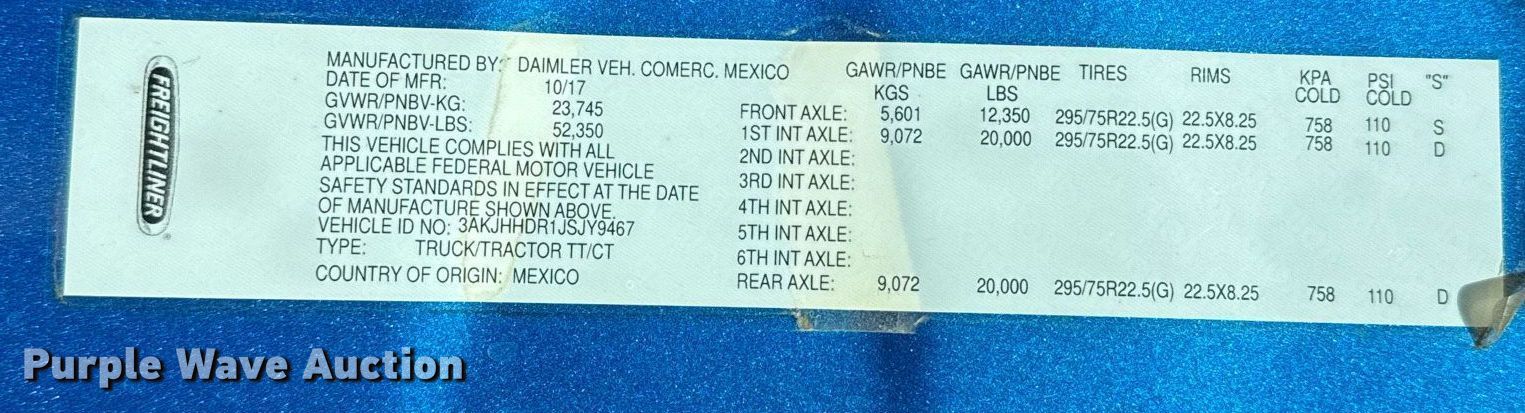 FREIGHTLINER
®
MANUFACTURED BY: DAIMLER VEH. COMERC. MEXICO
DATE OF MFR: 10/17
GVWR/PNBV-KG: 23,745
GVWR/PNBV-LBS: 52,350
THIS VEHICLE COMPLIES WITH ALL
APPLICABLE FEDERAL MOTOR VEHICLE
SAFETY STANDARDS IN EFFECT AT THE DATE
OF MANUFACTURE SHOWN ABOVE.
VEHICLE ID NO: 3AKJHHDR1JSJY9467
TYPE: TRUCK/TRACTOR TT/CT
COUNTRY OF ORIGIN: MEXICO
GAWR/PNBE GAWR/PNBE TIRES RIMS KPA PSI "S"
KGS LBS COLD COLD
FRONT AXLE: 5,601 12,350 295/75R22.5(G) 22.5X8.25 758 110 S
1ST INT AXLE: 9,072 20,000 295/75R22.5(G) 22.5X8.25 758 110 D
2ND INT AXLE:
3RD INT AXLE:
4TH INT AXLE:
5TH INT AXLE:
6TH INT AXLE:
REAR AXLE: 9,072 20,000 295/75R22.5(G) 22.5X8.25 758 110 D
Purple Wave Auction